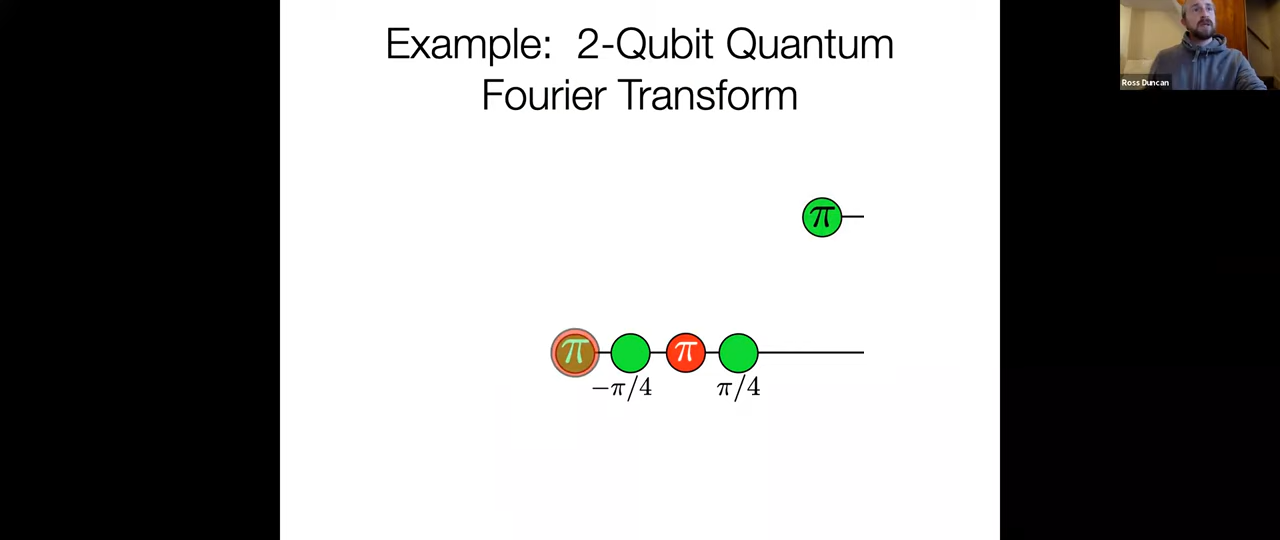 Example: 2-Qubit Quantum
Fourier Transform
Ross Duncan
π
π π
−π/4 π/4